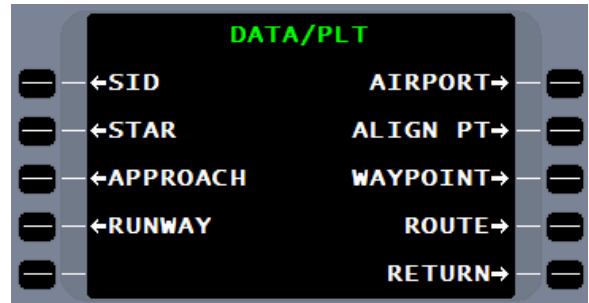 DATA/PLT
←SID AIRPORT→
←STAR ALIGN PT→
←APPROACH WAYPOINT→
←RUNWAY ROUTE→
RETURN→